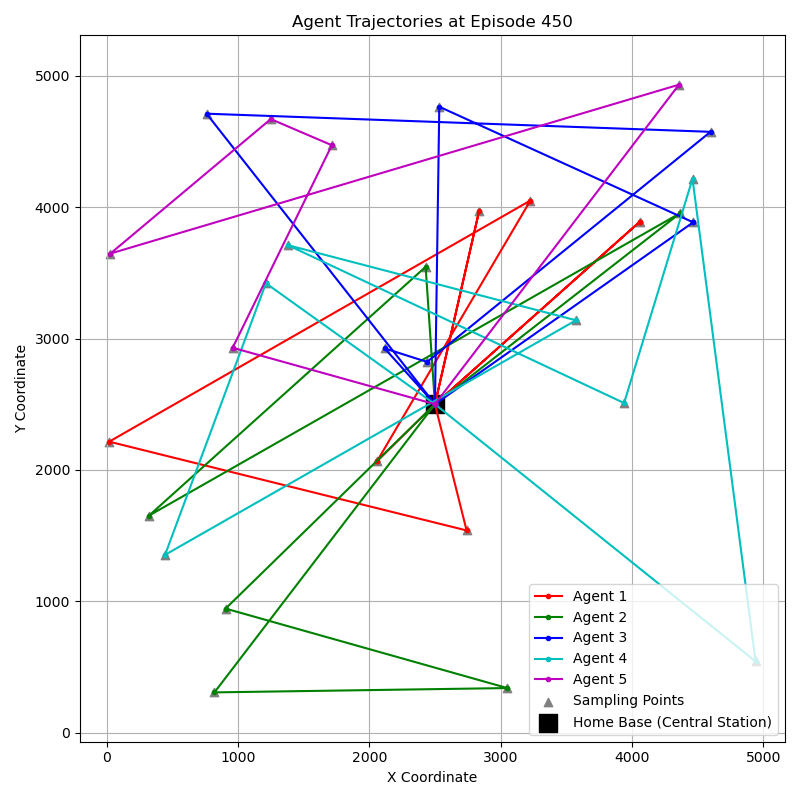 Agent Trajectories at Episode 450
5000
4000
3000
2000
1000
0
Y Coordinate
0 1000 2000 3000 4000 5000
X Coordinate
Agent 1
Agent 2
Agent 3
Agent 4
Agent 5
Sampling Points
Home Base (Central Station)